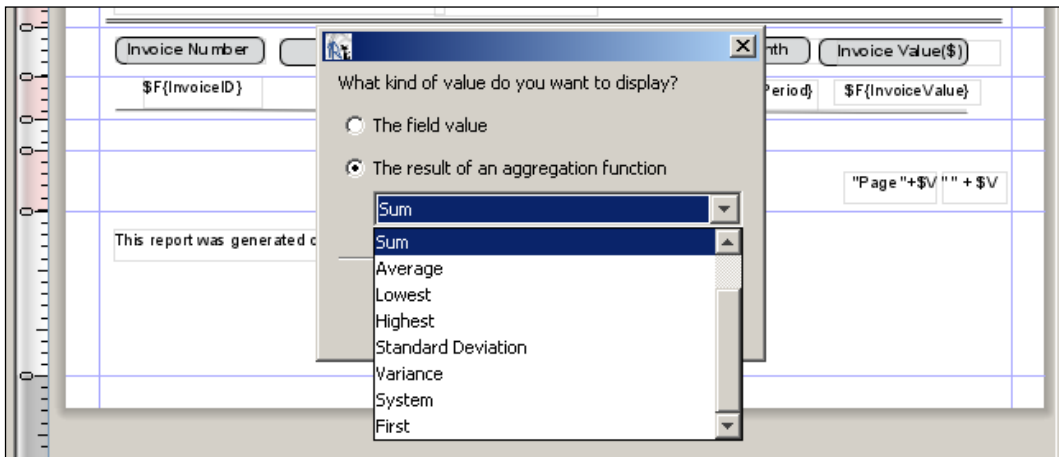 Invoice Number
nth
Invoice Value($)
What kind of value do you want to display?
$F{InvoiceID}
Period}
$F{InvoiceValue}
The field value
The result of an aggregation function
"Page "+$V
" " + $V
Sum
This report was generated o
Sum
Average
Lowest
Highest
Standard Deviation
Variance
System
First